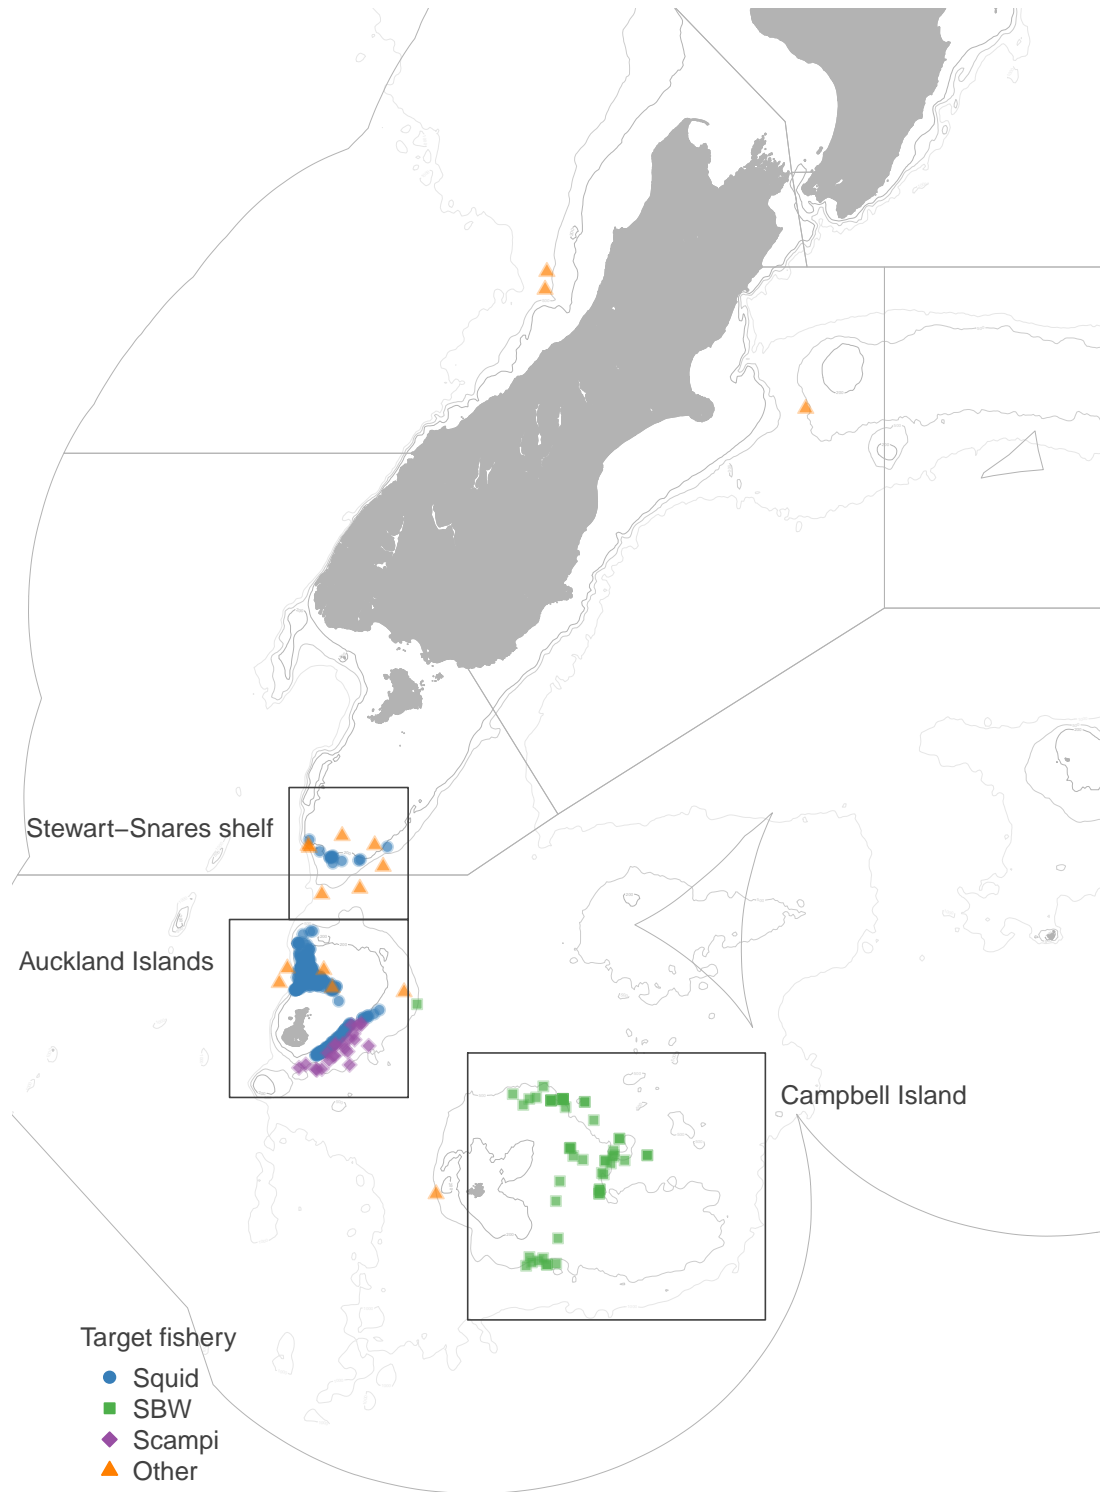 Stewart−Snares shelf
Auckland Islands
Campbell Island
Target fishery
Squid
SBW
Scampi
Other